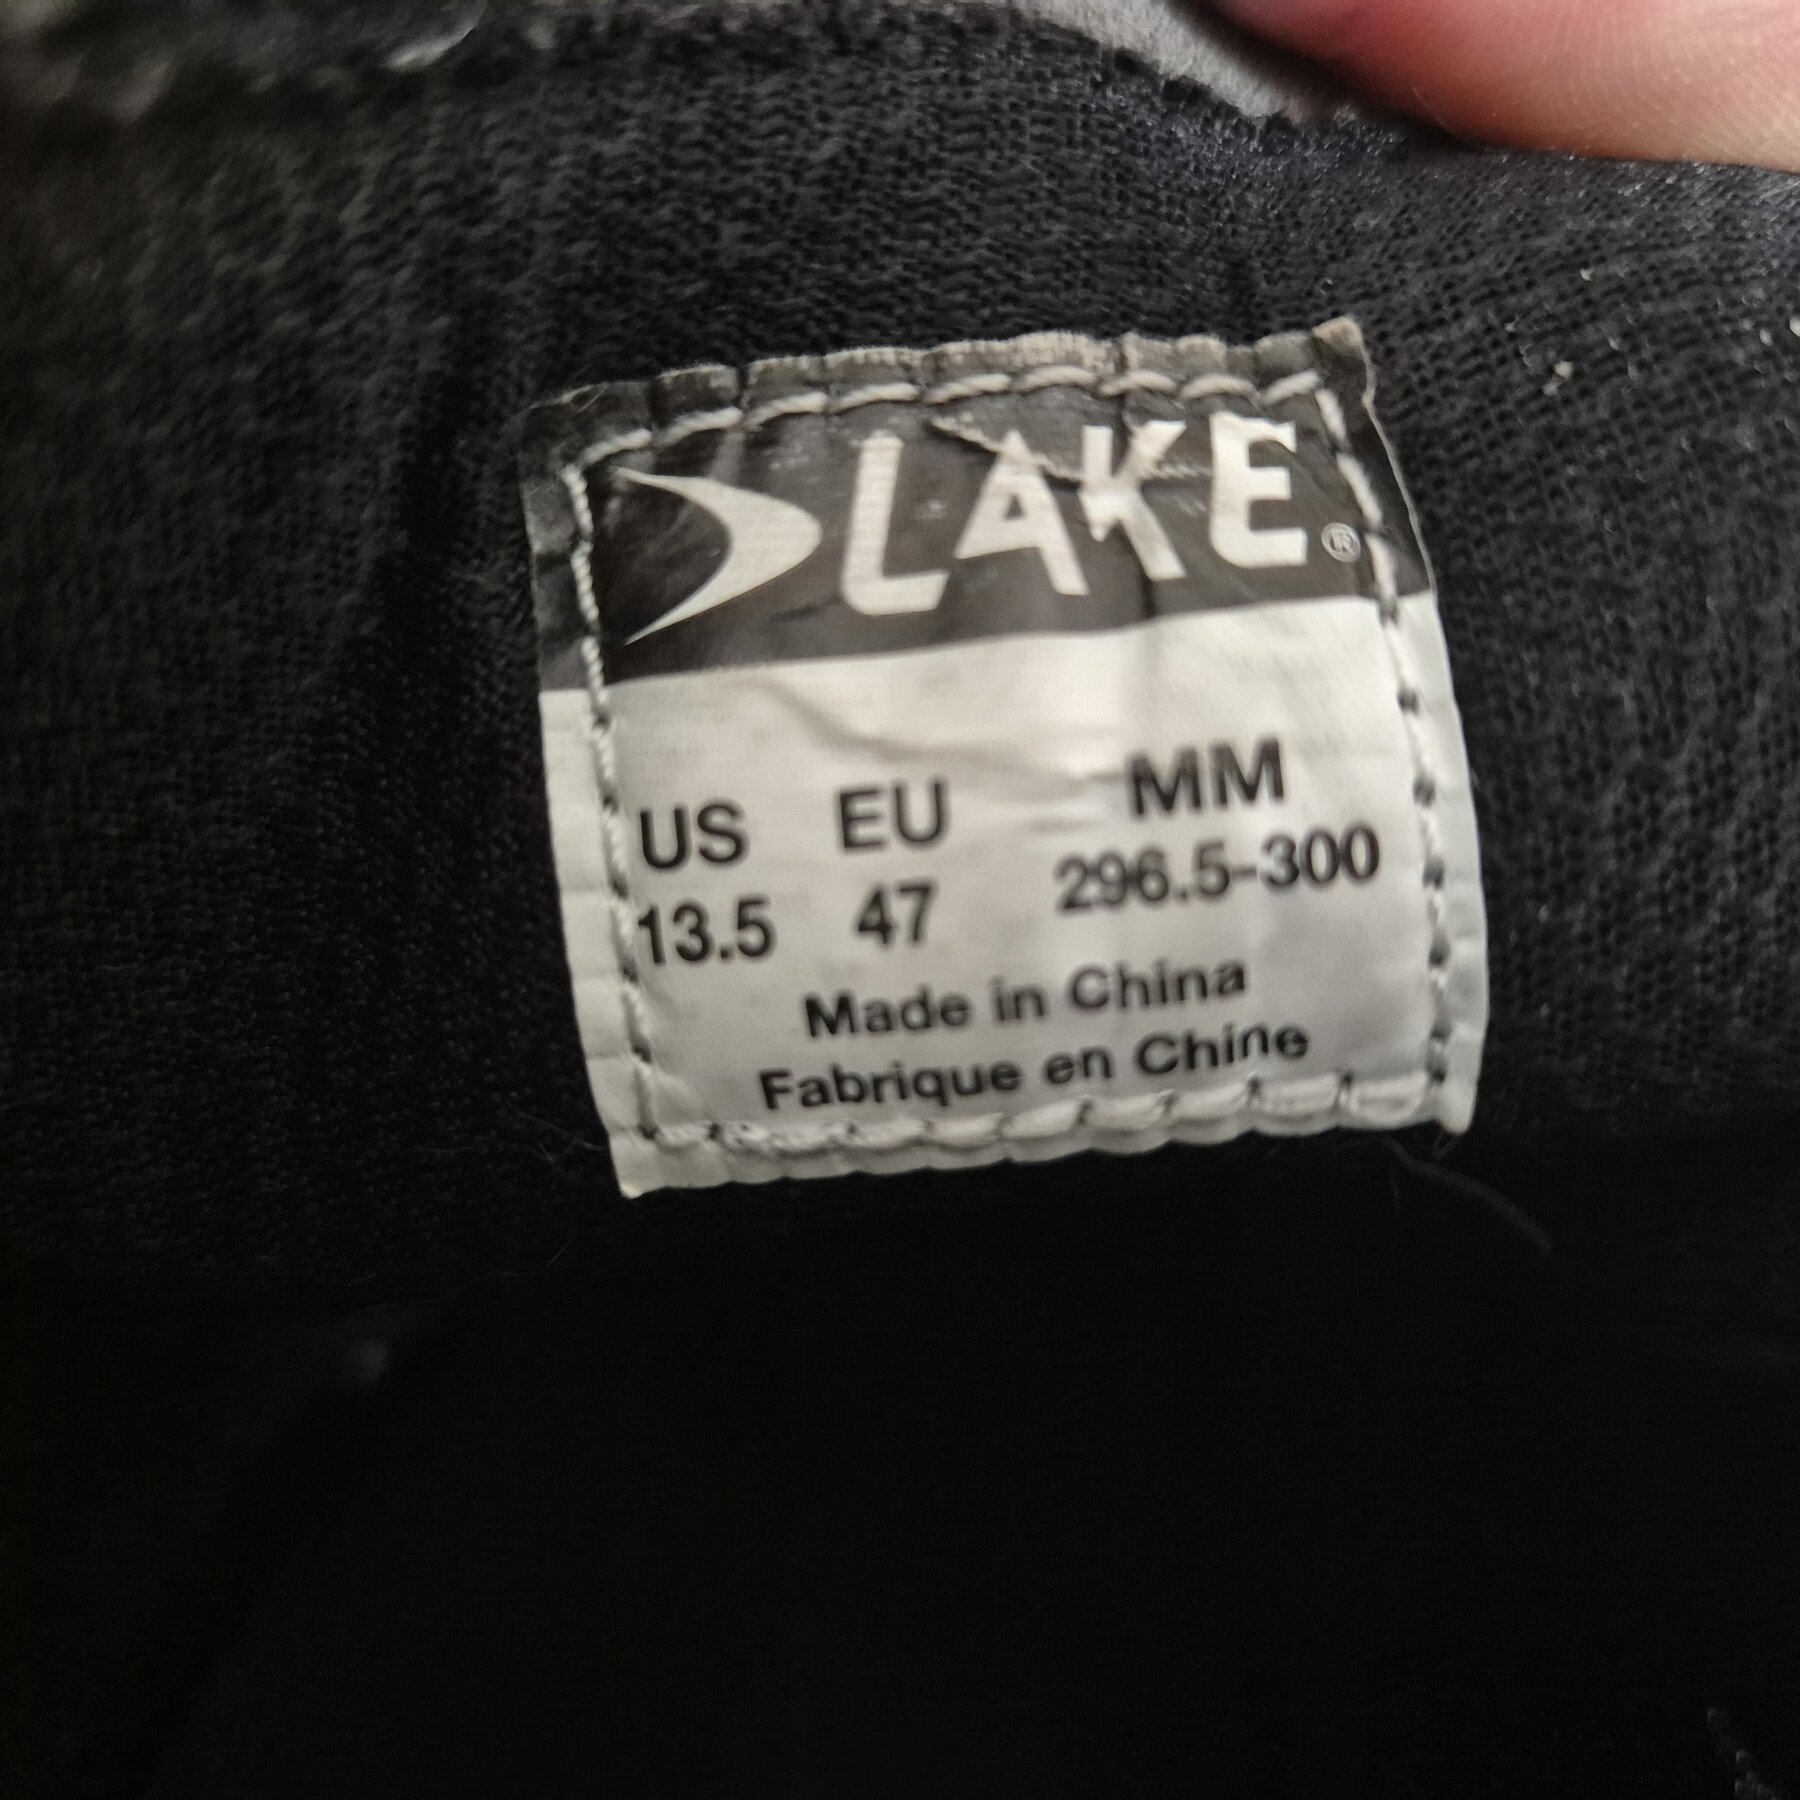 LAKE®
US EU MM
13.5 47 296.5-300
Made in China
Fabrique en Chine